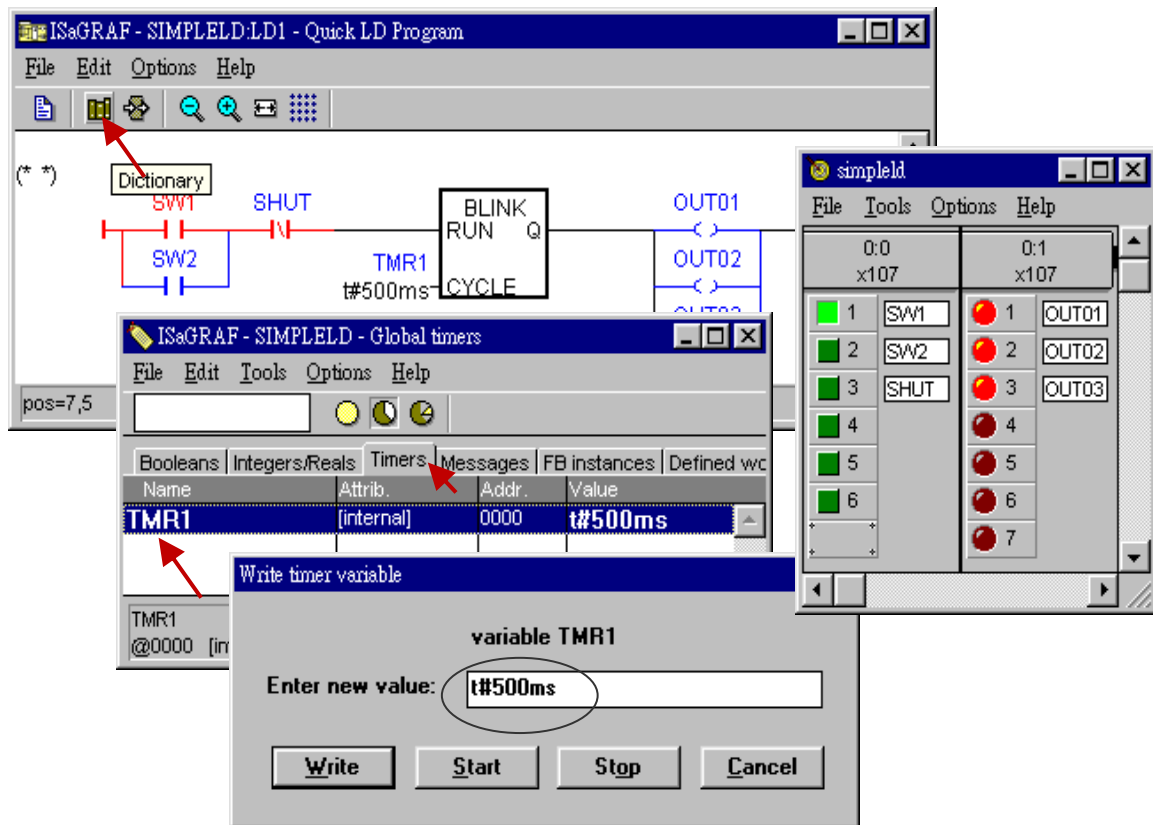 ISaGRAF - SIMPLELD:LD1 - Quick LD Program
File Edit Options Help
(* *)
Dictionary
SW1 SHUT
BLINK
RUN Q
CYCLE
OUT01
SW2
TMR1
t#500ms
OUT02
pos=7,5
simpleld
File Tools Options Help
0:0 0:1
x107 x107
1 SW1 1 OUT01
2 SW2 2 OUT02
3 SHUT 3 OUT03
4 4
5 5
6 6
7
ISaGRAF - SIMPLELD - Global timers
File Edit Tools Options Help
Booleans Integers/Reals Timers Messages FB instances Defined
Name Attrib. Addr. Value
TMR1 [internal] 0000 t#500ms
TMR1
@0000
Write timer variable
variable TMR1
Enter new value: t#500ms
Write Start Stop Cancel